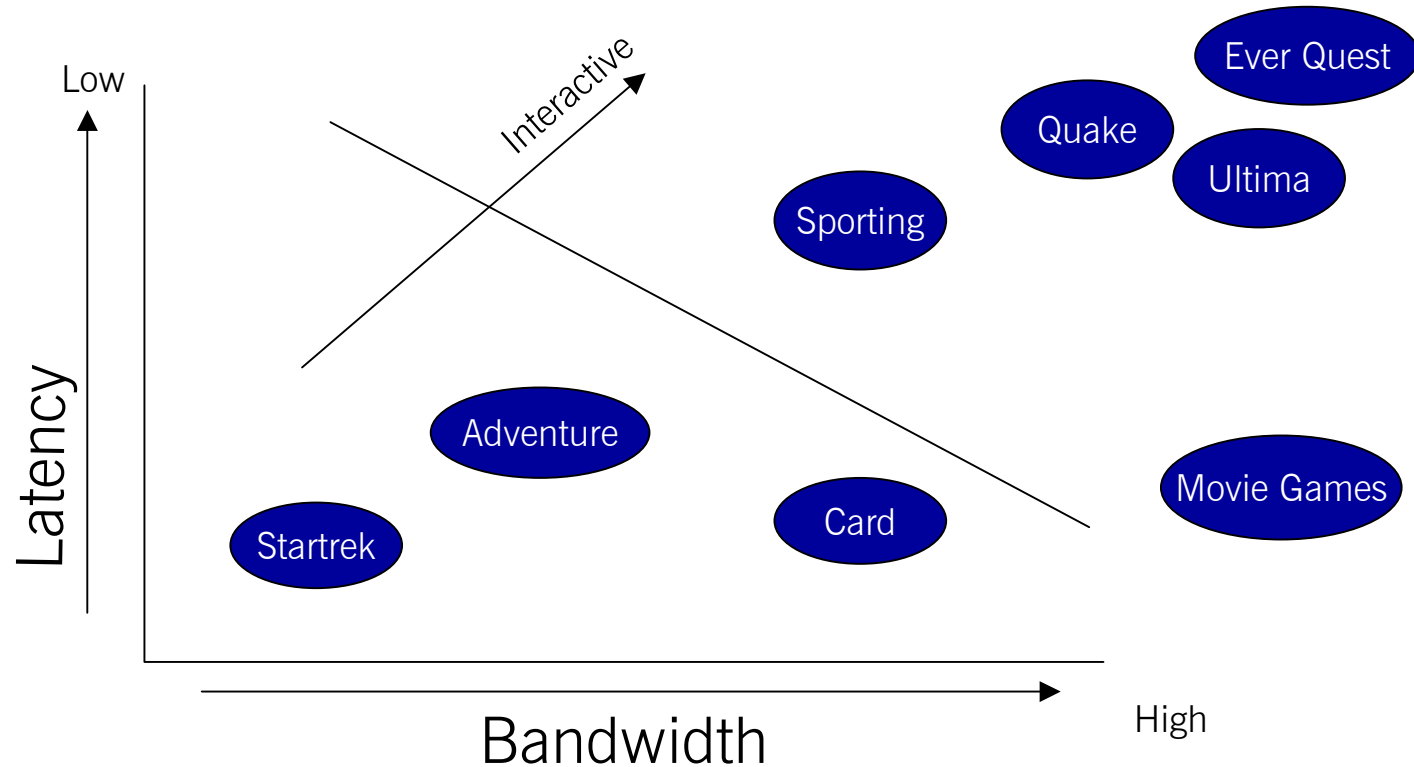 Ever Quest
Low
Interactive
Quake
Ultima
Sporting
Latency
Adventure
Movie Games
Card
Startrek
High
Bandwidth